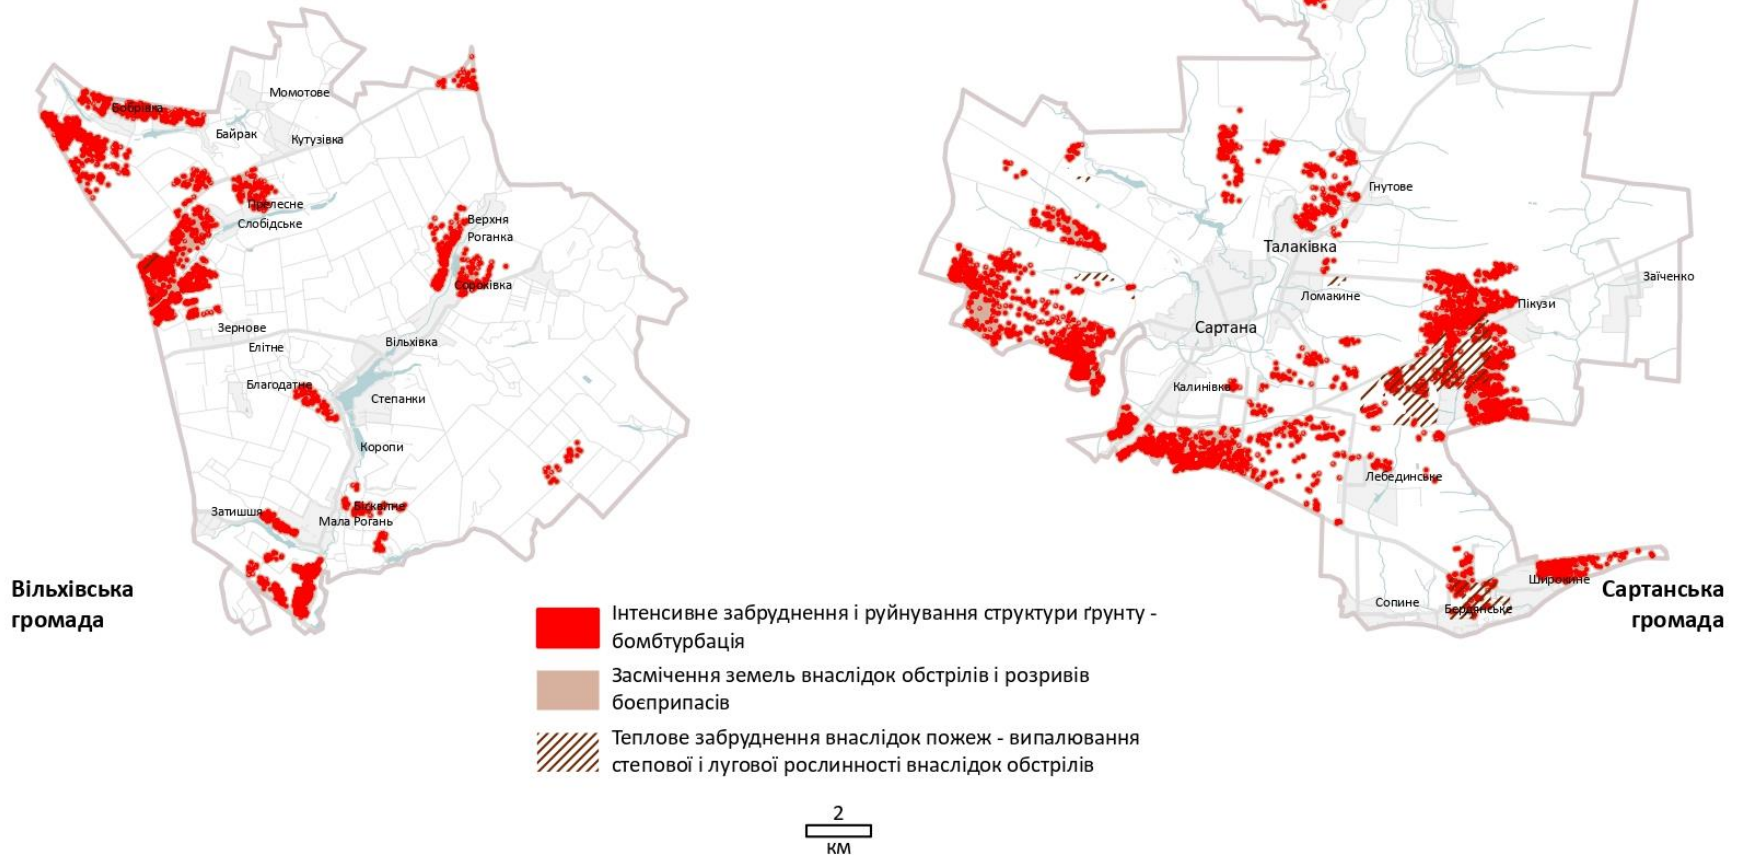 Момотове
Бобрівка
Байрак
Кутузівка
Прелесне
Слобідське
Верхня
Роганка
Сороківка
Зернове
Елітне
Вільхівка
Благодатне
Степанки
Коропи
Затишшя
Бісквітне
Мала Рогань
Вільхівська
громада
Гнутове
Талаківка
Заїченко
Ломакине
Пікузи
Сартана
Калинівка
Лебединське
Широкине
Сопине
Бердянське
Сартанська
громада
Інтенсивне забруднення і руйнування структури ґрунту -
бомбтурбація
Засмічення земель внаслідок обстрілів і розривів
боєприпасів
Теплове забруднення внаслідок пожеж - випалювання
степової і лугової рослинності внаслідок обстрілів
2
км